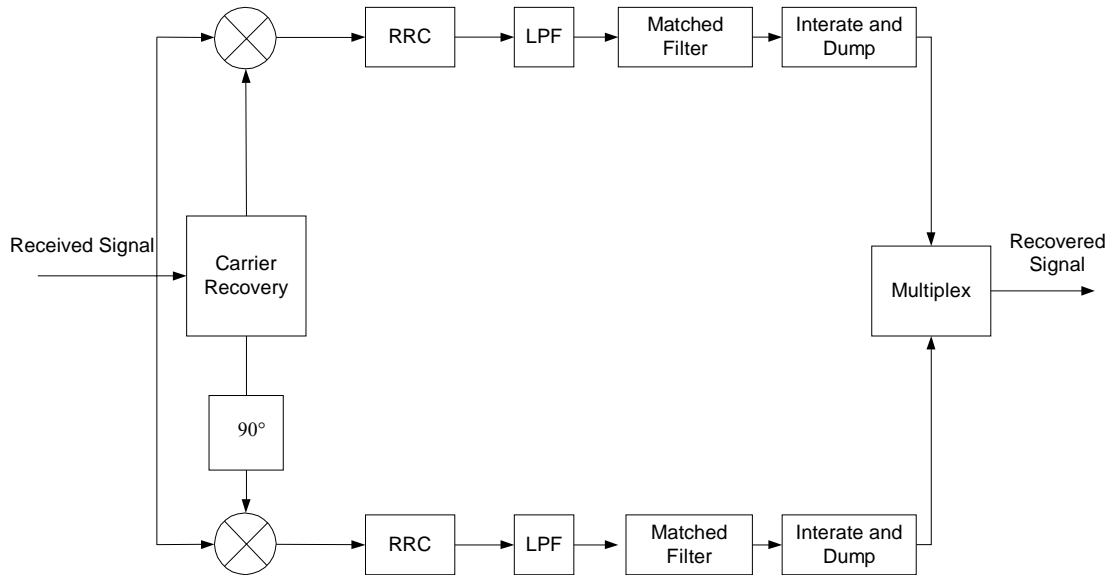 RRC
LPF
Matched
Filter
Interate and
Dump
Received Signal
Carrier
Recovery
Multiplex
Recovered
Signal
90°
RRC
LPF
Matched
Filter
Interate and
Dump